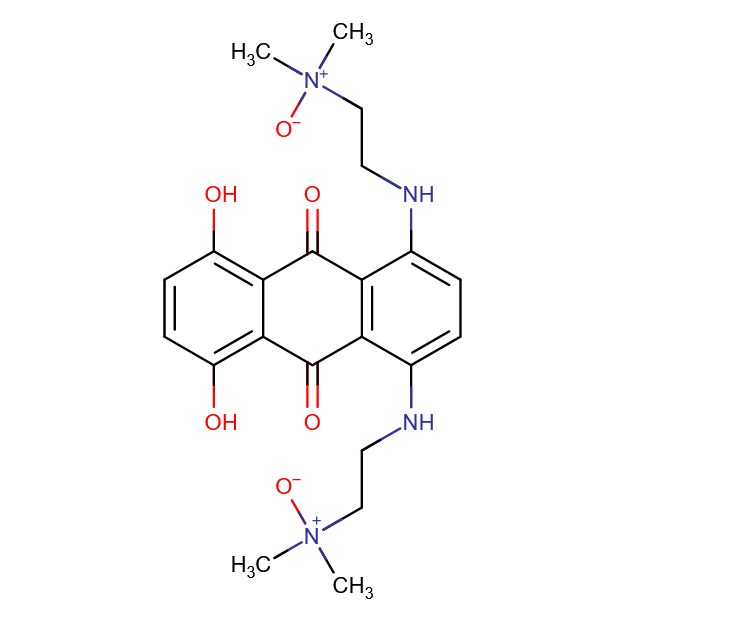 CH3
H3C
N+
O−
NH
OH O
OH O NH
O−
N+
H3C
CH3